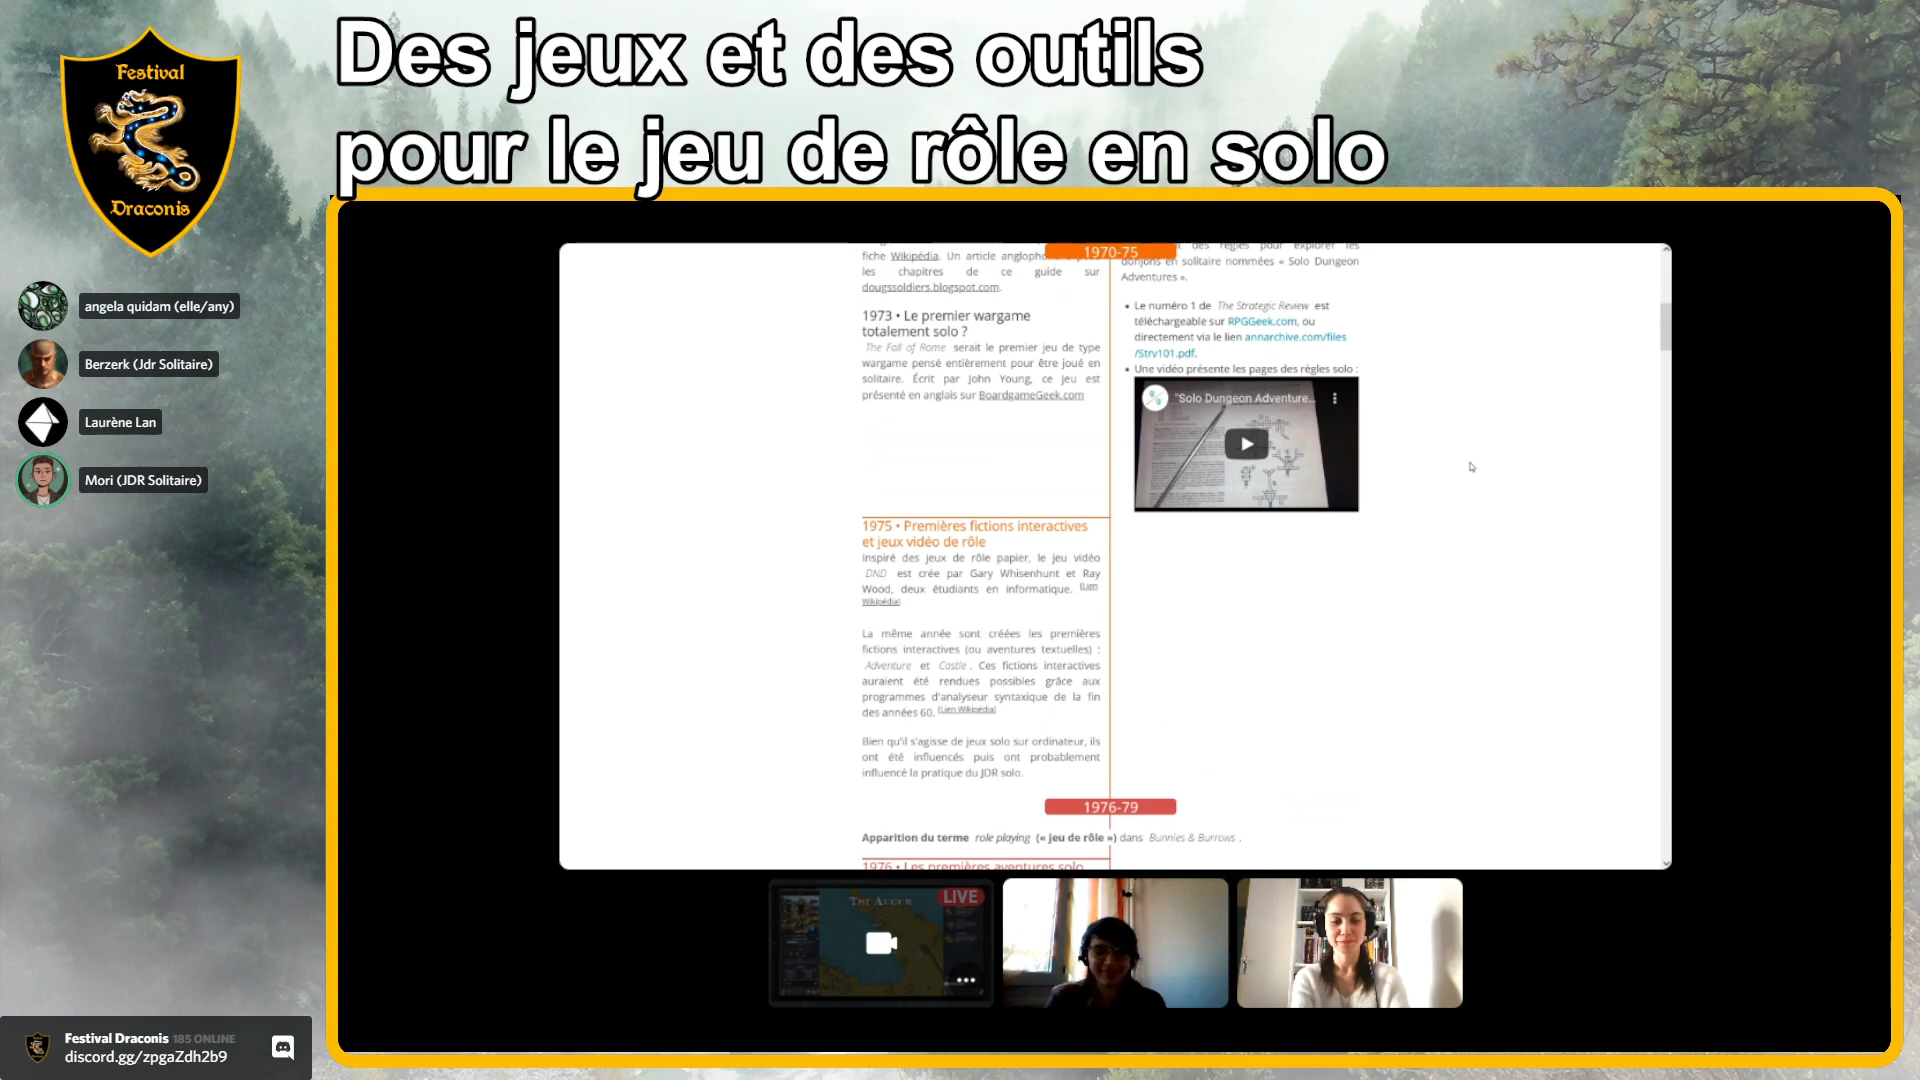 Des jeux et des outils
pour le jeu de rôle en solo
Festival
Draconis
angela quidam (elle/any)
Berzerk (Jdr Solitaire)
Laurène Lan
Mori (JDR Solitaire)
fiche Wikipédia. Un article anglopho
les chapitres de ce guide sur
dougssoldiers.blogspot.com.
1973 • Le premier wargame
totalement solo ?
The Fall of Rome serait le premier jeu de type
wargame pensé entièrement pour être joué en
solitaire. Écrit par John Young, ce jeu est
présenté en anglais sur BoardgameGeek.com
1975 • Premières fictions interactives
et jeux vidéo de rôle
Inspiré des jeux de rôle papier, le jeu vidéo
DND est crée par Gary Whisenhunt et Ray
Wood, deux étudiants en informatique. [Lien
Wikipédia]
La même année sont créées les premières
fictions interactives (ou aventures textuelles) :
Adventure et Castle. Ces fictions interactives
auraient été rendues possibles grâce aux
programmes d'analyseur syntaxique de la fin
des années 60. [Lien Wikipédia]
Bien qu'il s'agisse de jeux solo sur ordinateur, ils
ont été influencés puis ont probablement
influencé la pratique du JDR solo.
1970-75
des règles pour explorer les
donjons en solitaire nommées « Solo Dungeon
Adventures ».
• Le numéro 1 de The Strategic Review est
téléchargeable sur RPGGeek.com, ou
directement via le lien annarchive.com/files
/Strv101.pdf.
• Une vidéo présente les pages des règles solo :
"Solo Dungeon Adventure...
1976-79
Apparition du terme role playing (« jeu de rôle ») dans Bunnies & Burrows .
1976 • Les premières aventures solo
THE AUGUR
LIVE
Festival Draconis 185 ONLINE
discord.gg/zpgaZdh2b9